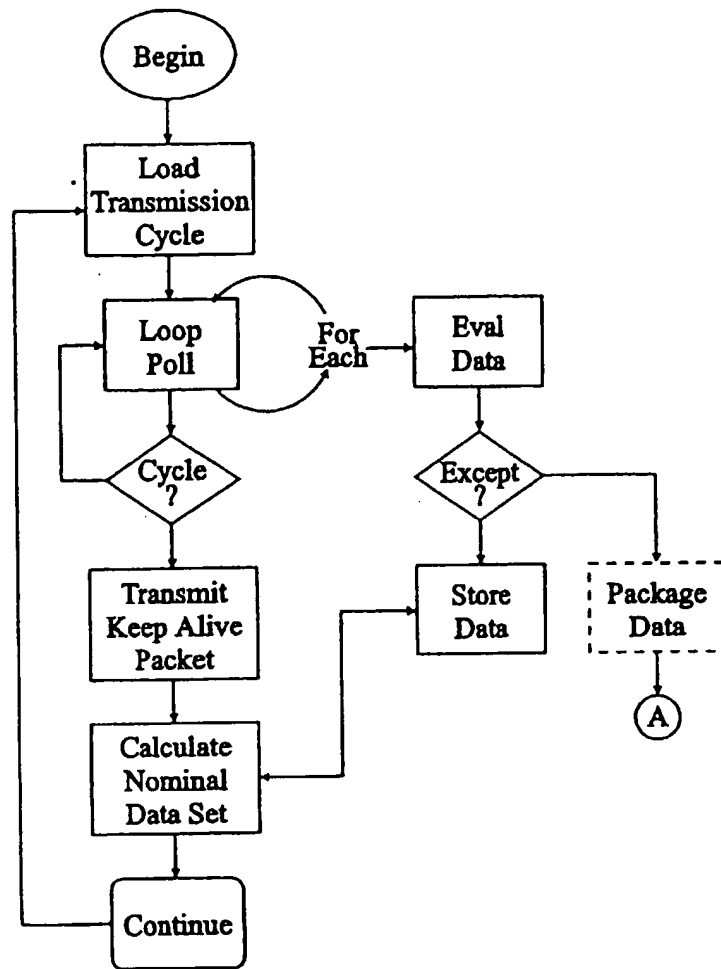 Begin
Load
Transmission
Cycle
Loop
Poll
For
Each
Eval
Data
Cycle
?
Except
?
Transmit
Keep Alive
Packet
Store
Data
Package
Data
A
Calculate
Nominal
Data Set
Continue